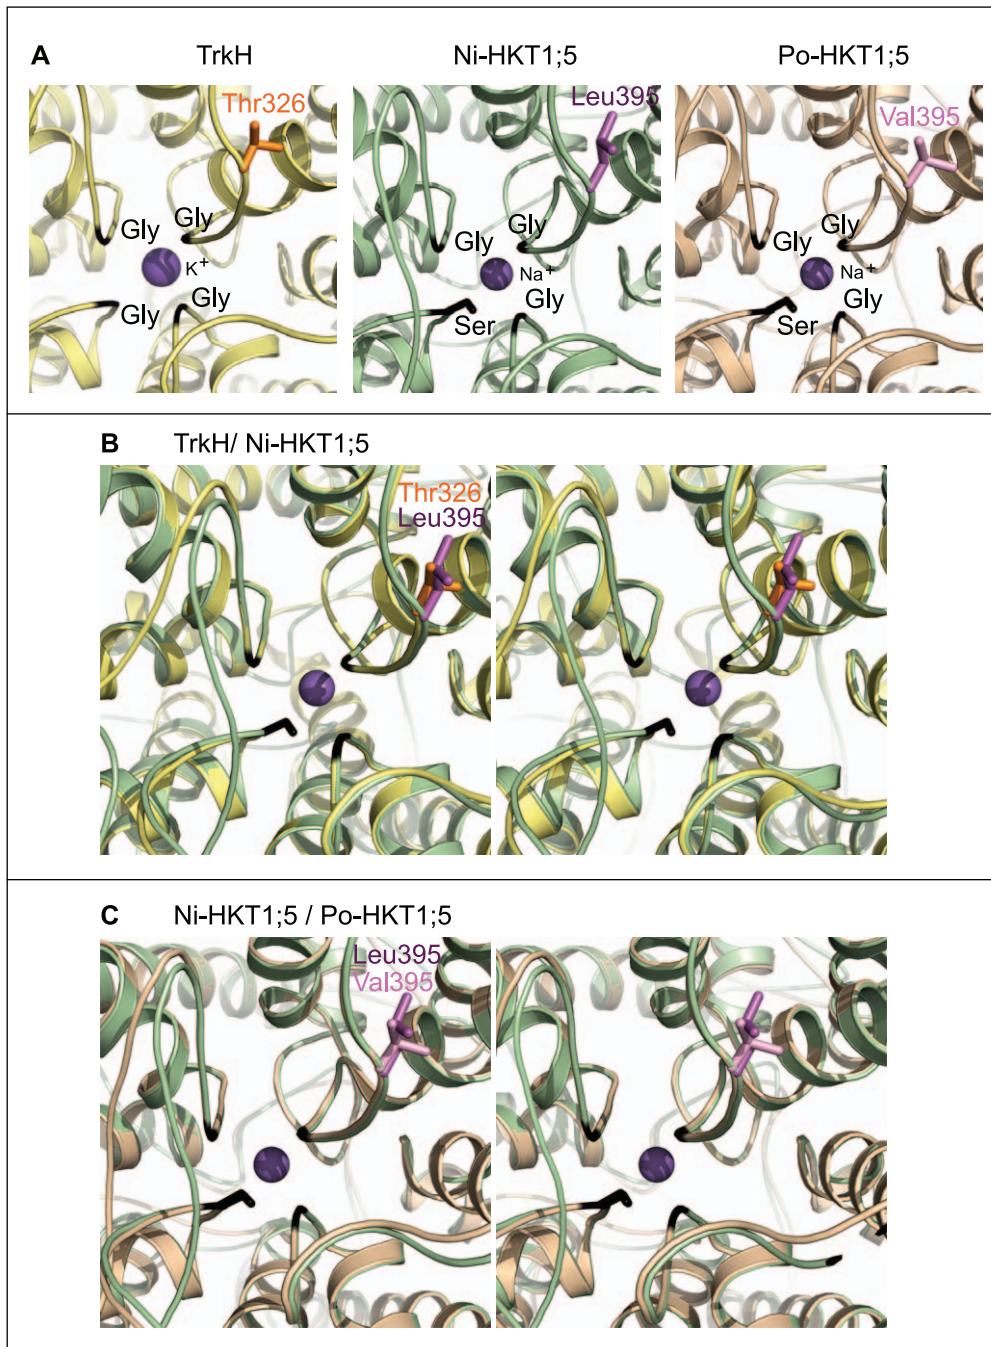 A TrkH Ni-HKT1;5 Po-HKT1;5
Thr326 Leu395 Val395
Gly Gly Gly Gly Gly Gly
K+ Na+ Na+
Gly Gly Ser Gly Ser Gly
B TrkH/ Ni-HKT1;5
Thr326
Leu395
C Ni-HKT1;5 / Po-HKT1;5
Leu395
Val395